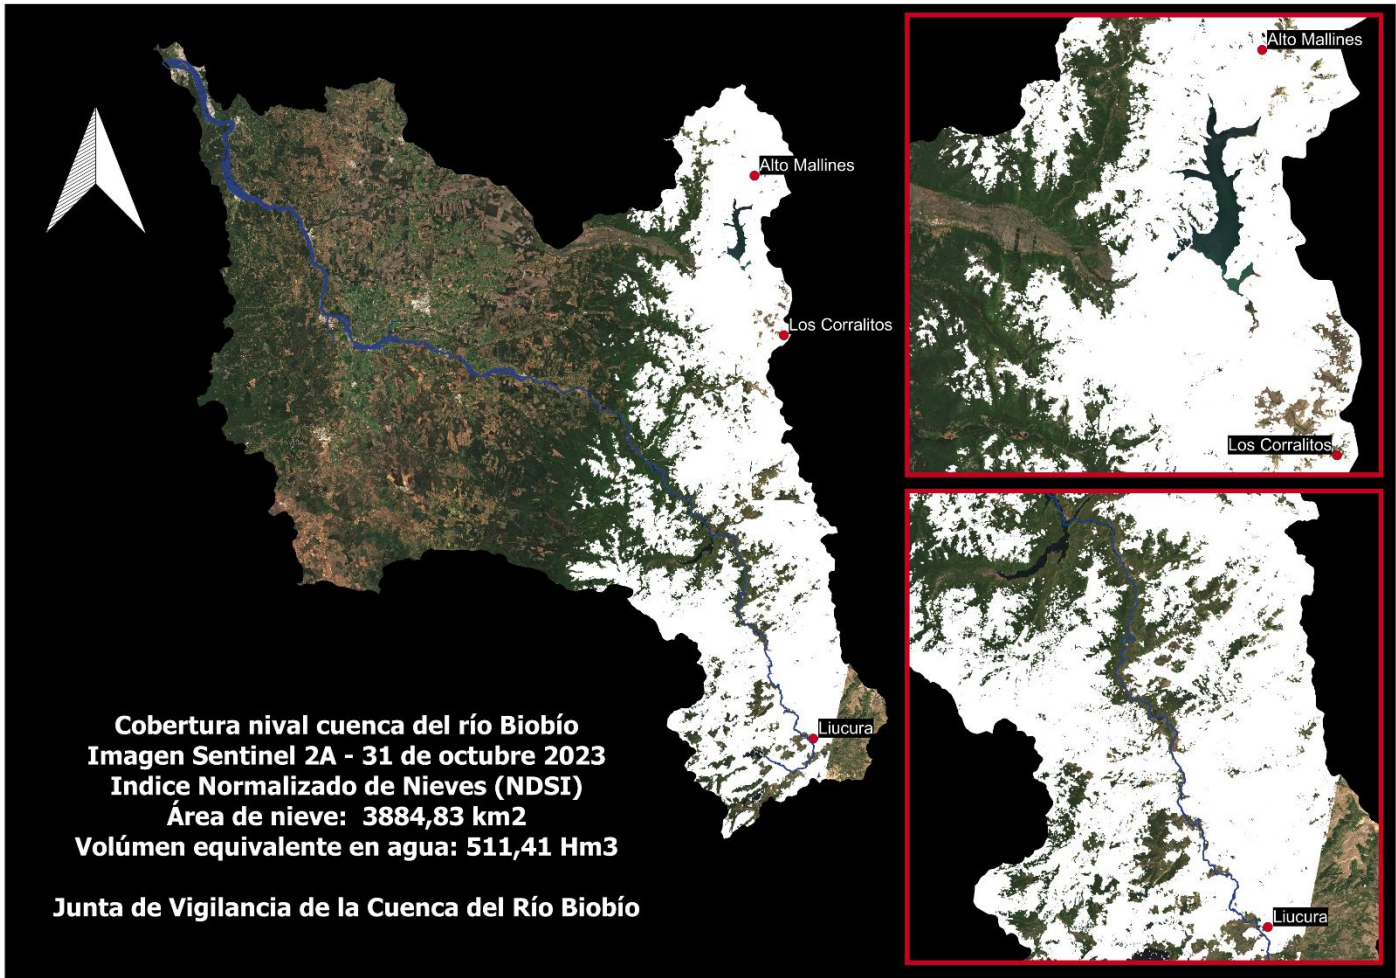 Alto Mallines
Los Corralitos
Liucura
Alto Mallines
Los Corralitos
Liucura
Cobertura nival cuenca del río Biobío
Imagen Sentinel 2A - 31 de octubre 2023
Indice Normalizado de Nieves (NDSI)
Área de nieve:  3884,83 km2
Volúmen equivalente en agua: 511,41 Hm3
Junta de Vigilancia de la Cuenca del Río Biobío